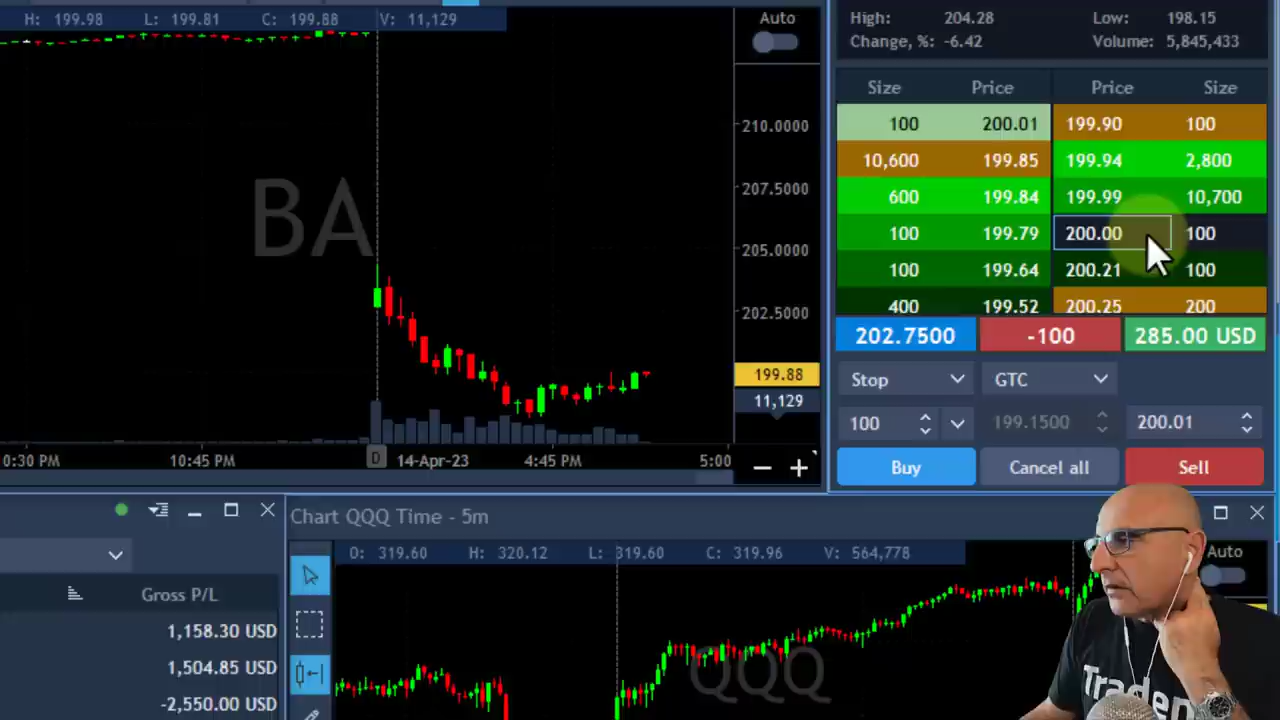 H: 199.98 L: 199.81 C: 199.88 V: 11,129
Auto
210.0000
207.5000
205.0000
202.5000
199.88
11,129
BA
0:30 PM 10:45 PM D 14-Apr-23 4:45 PM 5:00
High: 204.28 Low: 198.15
Change, %: -6.42 Volume: 5,845,433
Size Price Price Size
100 200.01 199.90 100
10,600 199.85 199.94 2,800
600 199.84 199.99 10,700
100 199.79 200.00 100
100 199.64 200.21 100
400 199.52 200.25 200
202.7500 -100 285.00 USD
Stop GTC
100 199.1500 200.01
Buy Cancel all Sell
Gross P/L
1,158.30 USD
1,504.85 USD
-2,550.00 USD
Chart QQQ Time - 5m
O: 319.60 H: 320.12 L: 319.60 C: 319.96 V: 564,778
Auto
QQQ